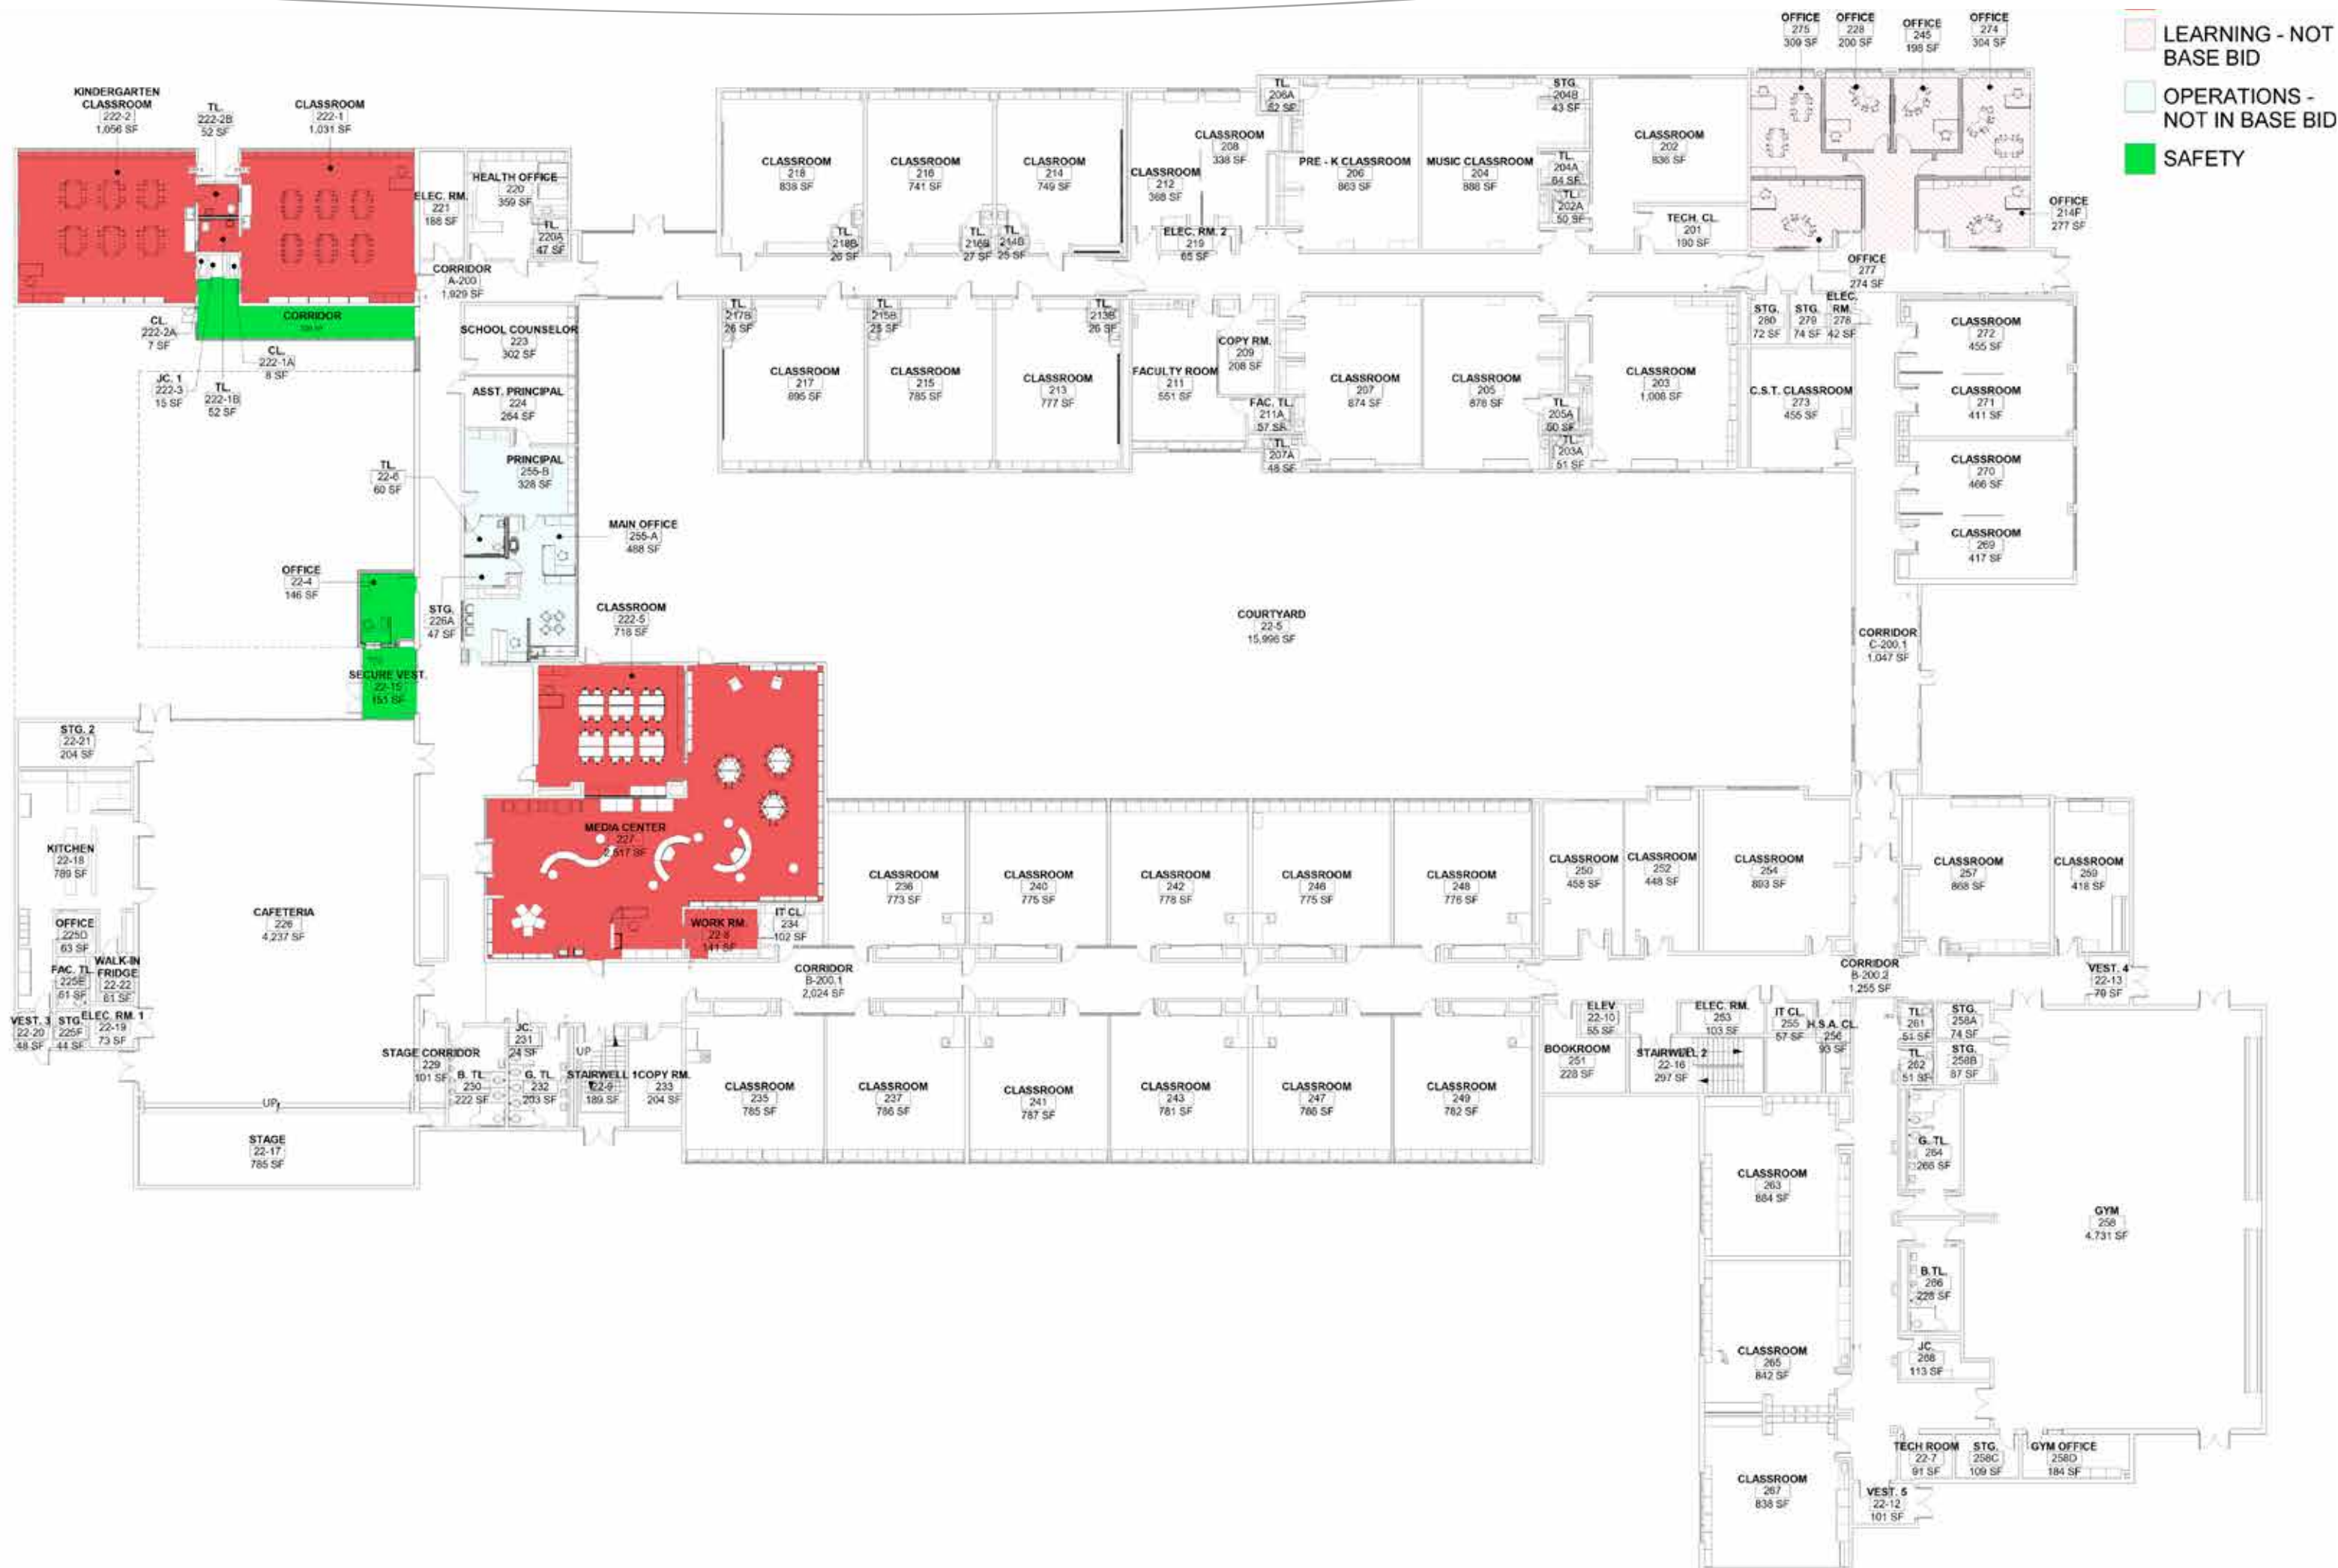 LEARNING - NOT
BASE BID
OPERATIONS -
NOT IN BASE BID
SAFETY
OFFICE
275
309 SF
OFFICE
228
200 SF
OFFICE
245
198 SF
OFFICE
274
304 SF
KINDERGARTEN
CLASSROOM
222-2
1,056 SF
TL.
222-2B
52 SF
CLASSROOM
222-1
1,031 SF
ELEC. RM.
221
188 SF
HEALTH OFFICE
220
359 SF
TL.
220A
47 SF
CLASSROOM
218
838 SF
TL.
218B
26 SF
CLASSROOM
216
741 SF
TL.
216B
27 SF
CLASROOM
214
749 SF
TL.
214B
25 SF
CLASSROOM
212
368 SF
CLASSROOM
208
338 SF
ELEC. RM. 2
219
65 SF
TL.
206A
52 SF
PRE - K CLASSROOM
206
863 SF
MUSIC CLASSROOM
204
888 SF
STG.
204B
43 SF
TL.
204A
64 SF
TL.
202A
50 SF
CLASSROOM
202
836 SF
TECH. CL.
201
190 SF
OFFICE
214F
277 SF
OFFICE
277
274 SF
CORRIDOR
A-200
1,929 SF
CORRIDOR
CL.
222-2A
7 SF
CL.
222-1A
8 SF
JC. 1
222-3
15 SF
TL.
222-1B
52 SF
SCHOOL COUNSELOR
223
302 SF
ASST. PRINCIPAL
224
264 SF
PRINCIPAL
255-B
328 SF
TL.
22-6
60 SF
MAIN OFFICE
255-A
488 SF
TL.
217B
26 SF
CLASSROOM
217
895 SF
TL.
215B
25 SF
CLASSROOM
215
785 SF
TL.
213B
26 SF
CLASSROOM
213
777 SF
FACULTY ROOM
211
551 SF
COPY RM.
209
208 SF
FAC. TL.
211A
57 SF
TL.
207A
48 SF
CLASSROOM
207
874 SF
CLASSROOM
205
876 SF
TL.
205A
50 SF
TL.
203A
51 SF
CLASSROOM
203
1,008 SF
STG.
280
72 SF
STG.
279
74 SF
ELEC.
RM.
278
42 SF
C.S.T. CLASSROOM
273
455 SF
CLASSROOM
272
455 SF
CLASSROOM
271
411 SF
CLASSROOM
270
466 SF
CLASSROOM
269
417 SF
OFFICE
22-4
146 SF
STG.
226A
47 SF
SECURE VEST.
22-15
151 SF
CLASSROOM
222-5
718 SF
COURTYARD
22-5
15,996 SF
CORRIDOR
C-200.1
1,047 SF
STG. 2
22-21
204 SF
KITCHEN
22-18
789 SF
OFFICE
225D
63 SF
FAC. TL.
225E
61 SF
WALK-IN
FRIDGE
22-22
61 SF
VEST. 3
22-20
48 SF
STG.
225F
44 SF
ELEC. RM. 1
22-19
73 SF
CAFETERIA
226
4,237 SF
MEDIA CENTER
227
2,617 SF
WORK RM.
22-8
141 SF
IT CL.
234
102 SF
CLASSROOM
236
773 SF
CLASSROOM
240
775 SF
CLASSROOM
242
778 SF
CLASSROOM
246
775 SF
CLASSROOM
248
776 SF
CLASSROOM
250
458 SF
CLASSROOM
252
448 SF
CLASSROOM
254
893 SF
CLASSROOM
257
868 SF
CLASSROOM
259
418 SF
CORRIDOR
B-200.1
2,024 SF
CORRIDOR
B-200.2
1,255 SF
VEST. 4
22-13
79 SF
STAGE CORRIDOR
229
101 SF
B. TL.
230
222 SF
JC.
231
24 SF
G. TL.
232
203 SF
UP
STAIRWELL 1
22-9
189 SF
COPY RM.
233
204 SF
CLASSROOM
235
785 SF
CLASSROOM
237
786 SF
CLASSROOM
241
787 SF
CLASSROOM
243
781 SF
CLASSROOM
247
786 SF
CLASSROOM
249
782 SF
ELEV.
22-10
55 SF
BOOKROOM
251
228 SF
ELEC. RM.
253
103 SF
STAIRWELL 2
22-16
297 SF
IT CL.
255
57 SF
H.S.A. CL.
256
93 SF
TL.
261
51 SF
STG.
258A
74 SF
TL.
262
51 SF
STG.
258B
87 SF
UP
STAGE
22-17
785 SF
G. TL.
264
266 SF
CLASSROOM
263
884 SF
GYM
258
4,731 SF
B.TL.
266
228 SF
CLASSROOM
265
842 SF
JC.
268
113 SF
TECH ROOM
22-7
91 SF
STG.
258C
109 SF
GYM OFFICE
258D
184 SF
CLASSROOM
267
838 SF
VEST. 5
22-12
101 SF